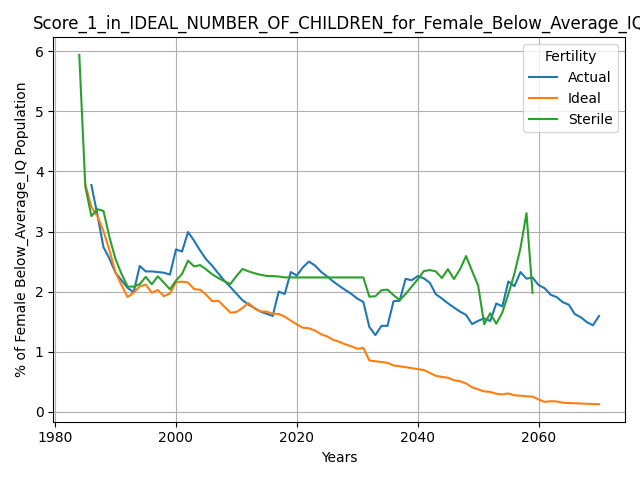 Score_1_in_IDEAL_NUMBER_OF_CHILDREN_for_Female_Below_Average_IQ
6
5
4
3
2
1
0
% of Female Below_Average_IQ Population
Fertility
Actual
Ideal
Sterile
1980 2000 2020 2040 2060
Years